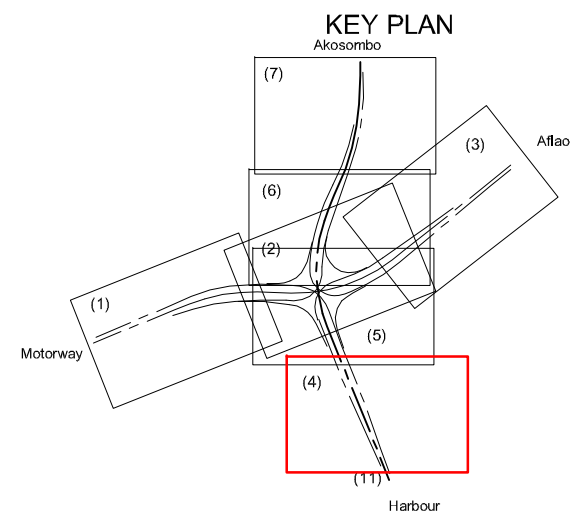 KEY PLAN
Akosombo
(7)
(3)
Aflao
(6)
(2)
(1)
(5)
Motorway
(4)
(11)
Harbour